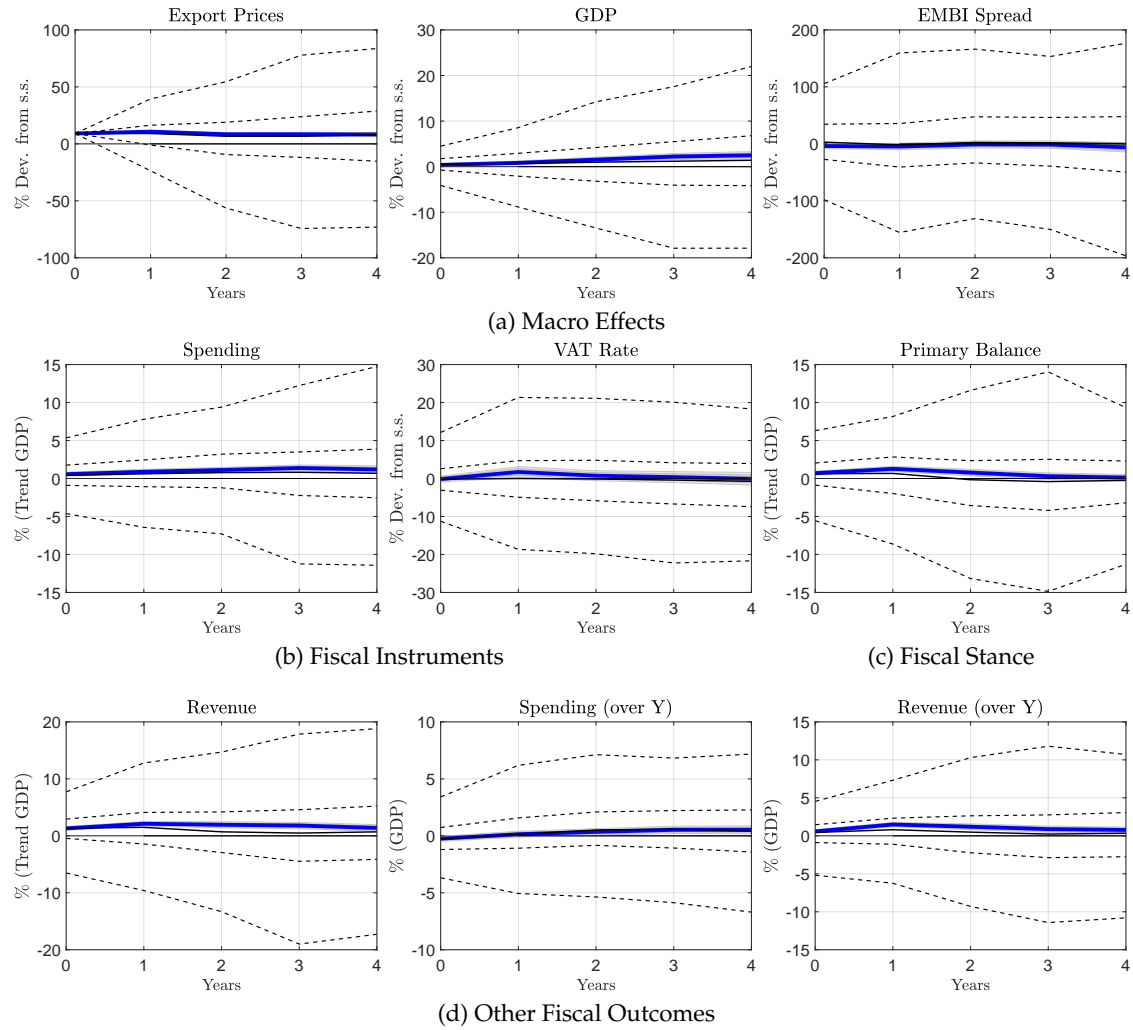 Export Prices
GDP
EMBI Spread
% Dev. from s.s.
100
50
0
-50
-100
0 1 2 3 4
Years
% Dev. from s.s.
30
20
10
0
-10
-20
0 1 2 3 4
Years
% Dev. from s.s.
200
100
0
-100
-200
0 1 2 3 4
Years
(a) Macro Effects
Spending
VAT Rate
Primary Balance
% (Trend GDP)
15
10
5
0
-5
-10
-15
0 1 2 3 4
Years
% Dev. from s.s.
30
20
10
0
-10
-20
-30
0 1 2 3 4
Years
% (Trend GDP)
15
10
5
0
-5
-10
-15
0 1 2 3 4
Years
(b) Fiscal Instruments
(c) Fiscal Stance
Revenue
Spending (over Y)
Revenue (over Y)
% (Trend GDP)
20
10
0
-10
-20
0 1 2 3 4
Years
% (GDP)
10
5
0
-5
-10
0 1 2 3 4
Years
% (GDP)
15
10
5
0
-5
-10
-15
0 1 2 3 4
Years
(d) Other Fiscal Outcomes